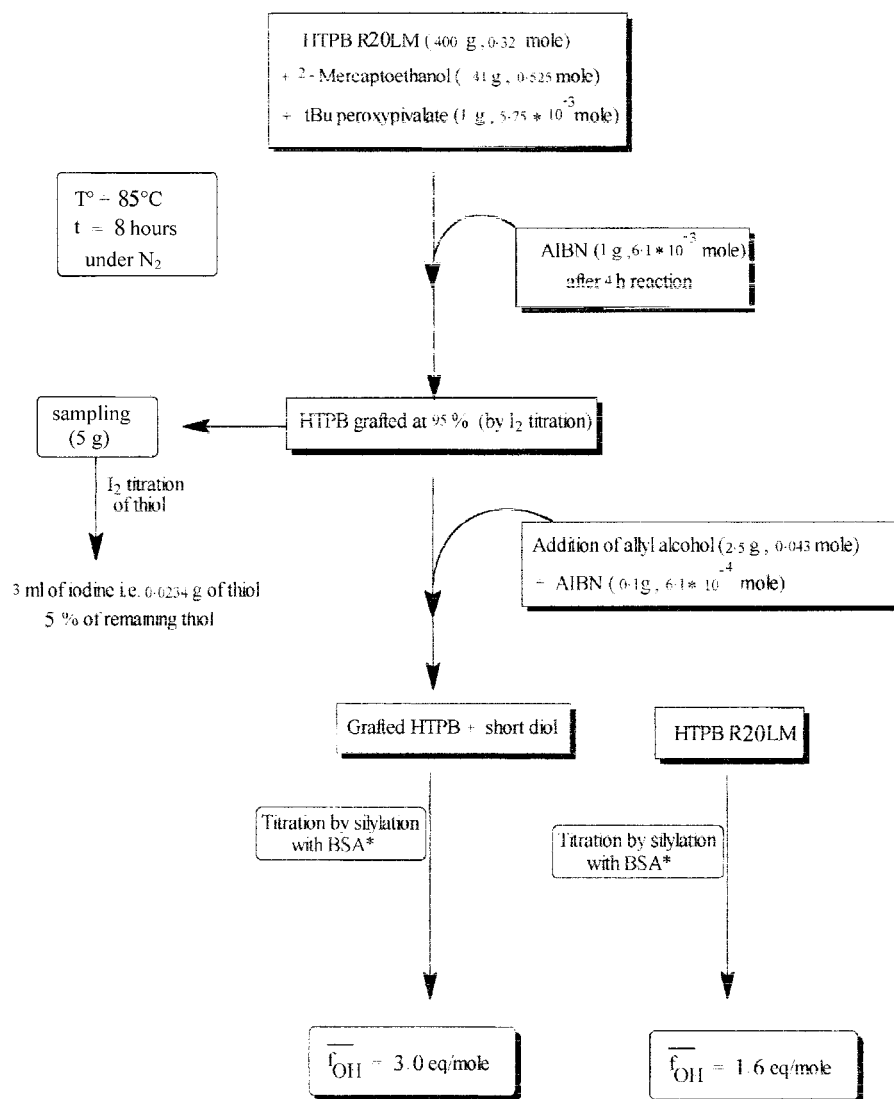 HTPB R20LM (400 g, 0·32 mole)
+ 2-Mercaptoethanol (41 g, 0·525 mole)
+ tBu peroxypivalate (1 g, 5·75 * 10-3 mole)
T° = 85°C
t = 8 hours
under N2
AIBN (1 g, 6·1 * 10-3 mole)
after 4 h reaction
sampling
(5 g)
HTPB grafted at 95 % (by I2 titration)
I2 titration
of thiol
3 ml of iodine i.e. 0·0234 g of thiol
5 % of remaining thiol
Addition of allyl alcohol (2·5 g, 0·043 mole)
+ AIBN (0·1g, 6·1* 10-4 mole)
Grafted HTPB + short diol
HTPB R20LM
Titration by silylation
with BSA*
Titration by silylation
with BSA*
fOH = 3.0 eq/mole
fOH = 1.6 eq/mole